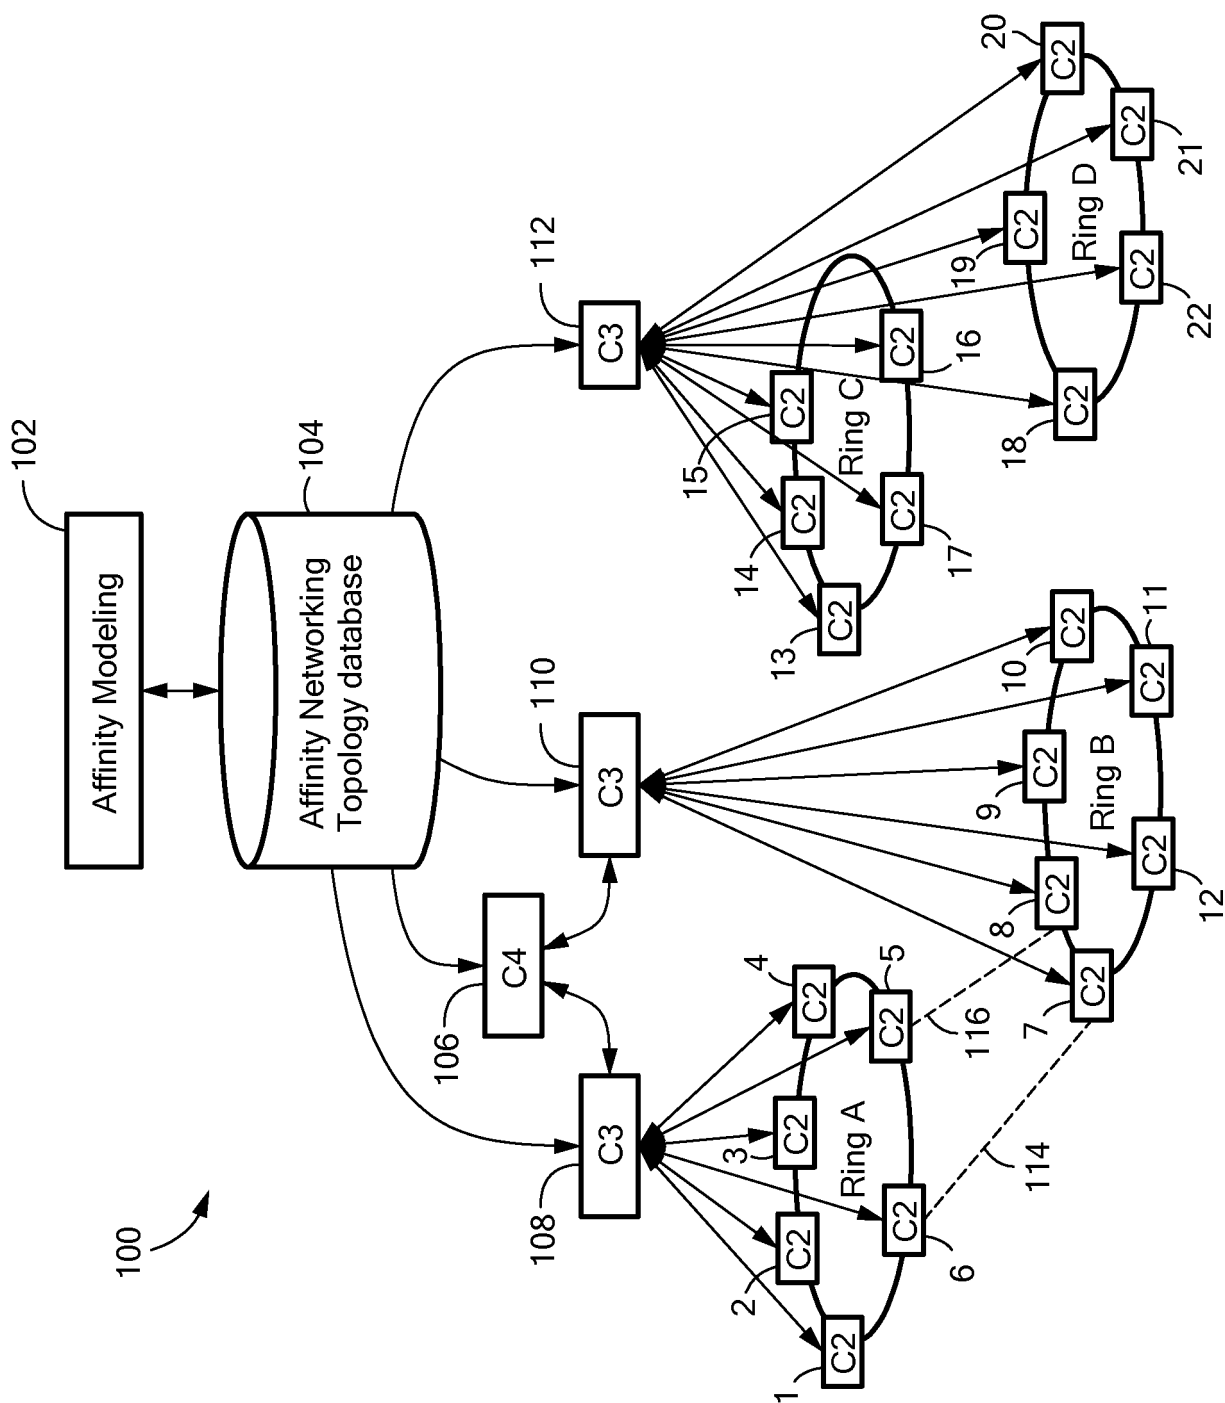 100
Affinity Modeling
102
Affinity Networking
Topology database
104
C4
106
C3
108
C3
110
C3
112
C2
1
C2
2
C2
3
C2
4
C2
5
C2
6
Ring A
114
116
C2
7
C2
8
C2
9
C2
10
C2
11
C2
12
Ring B
C2
13
C2
14
C2
15
C2
16
C2
17
Ring C
C2
18
C2
19
C2
20
C2
21
C2
22
Ring D